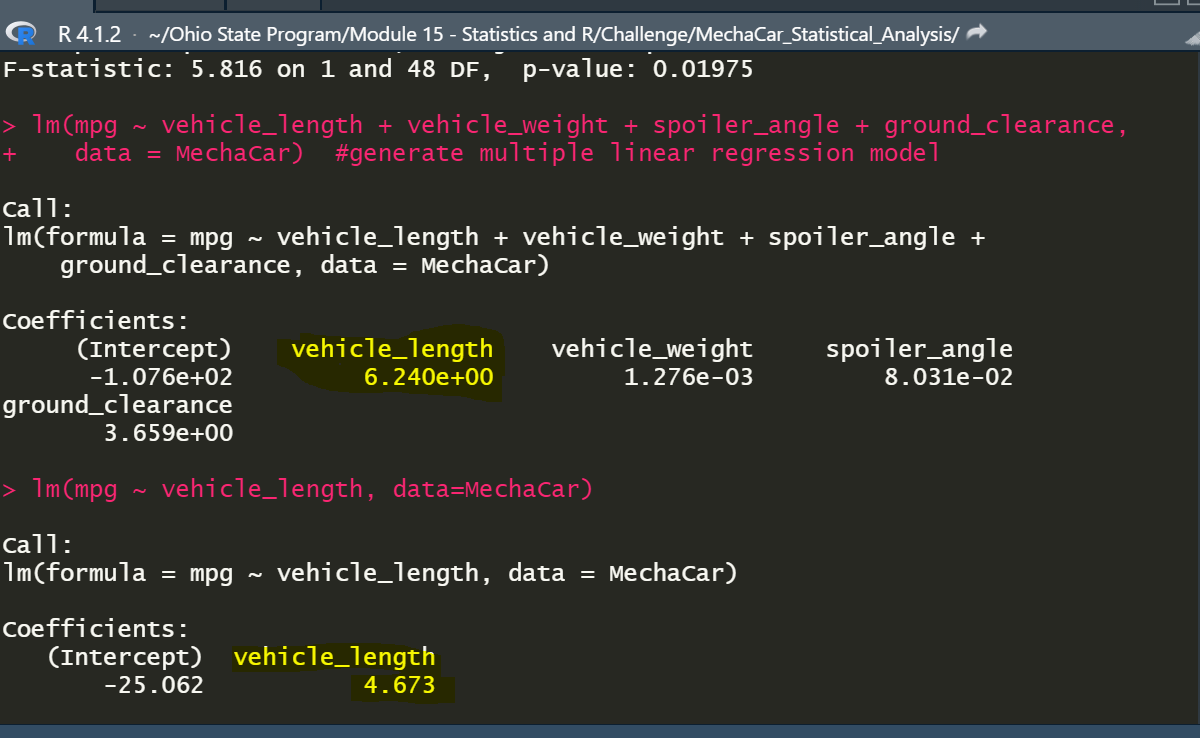 R R 4.1.2 · ~/Ohio State Program/Module 15 - Statistics and R/Challenge/MechaCar_Statistical_Analysis/
F-statistic: 5.816 on 1 and 48 DF,  p-value: 0.01975
> lm(mpg ~ vehicle_length + vehicle_weight + spoiler_angle + ground_clearance,
+    data = MechaCar)  #generate multiple linear regression model
Call:
lm(formula = mpg ~ vehicle_length + vehicle_weight + spoiler_angle +
    ground_clearance, data = MechaCar)
Coefficients:
     (Intercept)    vehicle_length    vehicle_weight     spoiler_angle
      -1.076e+02         6.240e+00         1.276e-03         8.031e-02
ground_clearance
       3.659e+00
> lm(mpg ~ vehicle_length, data=MechaCar)
Call:
lm(formula = mpg ~ vehicle_length, data = MechaCar)
Coefficients:
   (Intercept)  vehicle_length
       -25.062           4.673